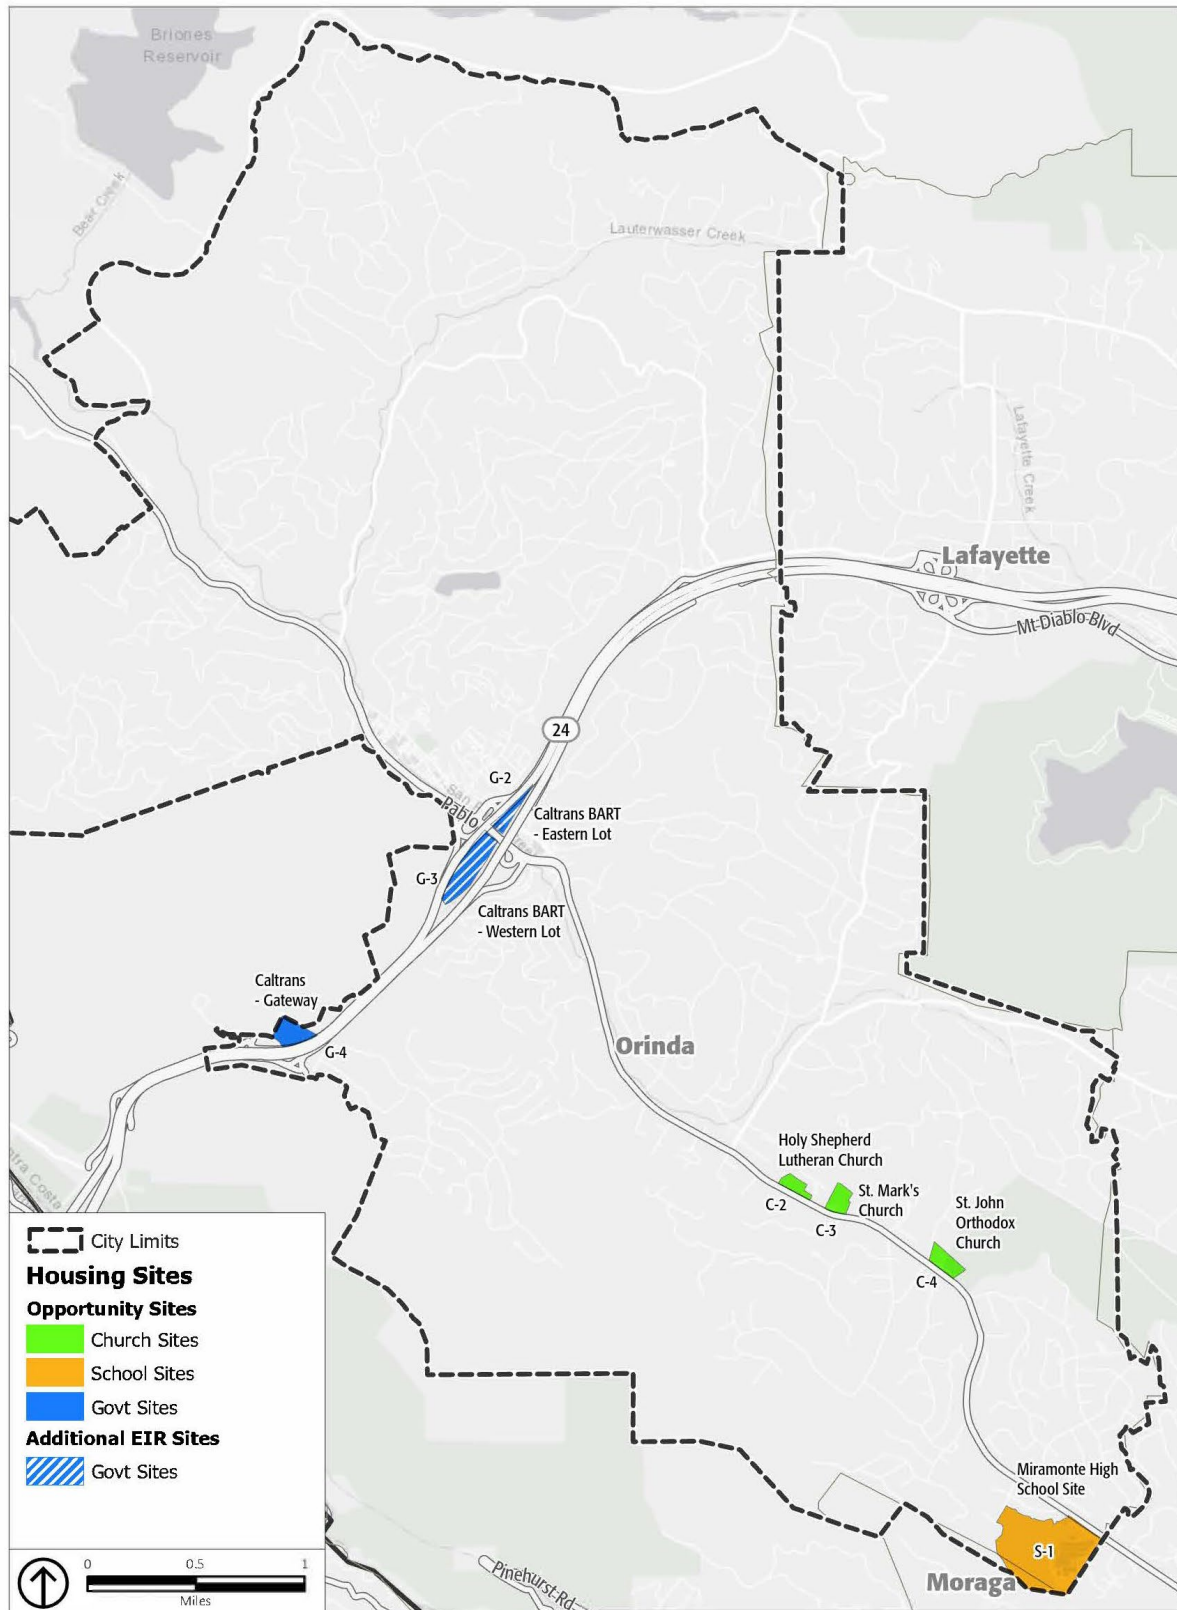 Briones
Reservoir
Bear Creek
Lauterwasser Creek
Lafayette Creek
Lafayette
Mt Diablo Blvd
24
G-2
San
Pablo
Caltrans BART
- Eastern Lot
G-3
Caltrans BART
- Western Lot
Caltrans
- Gateway
G-4
Orinda
Holy Shepherd
Lutheran Church
C-2
St. Mark's
Church
C-3
St. John
Orthodox
Church
C-4
Costa
City Limits
Housing Sites
Opportunity Sites
Church Sites
School Sites
Govt Sites
Additional EIR Sites
Govt Sites
0 0.5 1
Miles
Miramonte High
School Site
S-1
Moraga
Pinehurst Rd